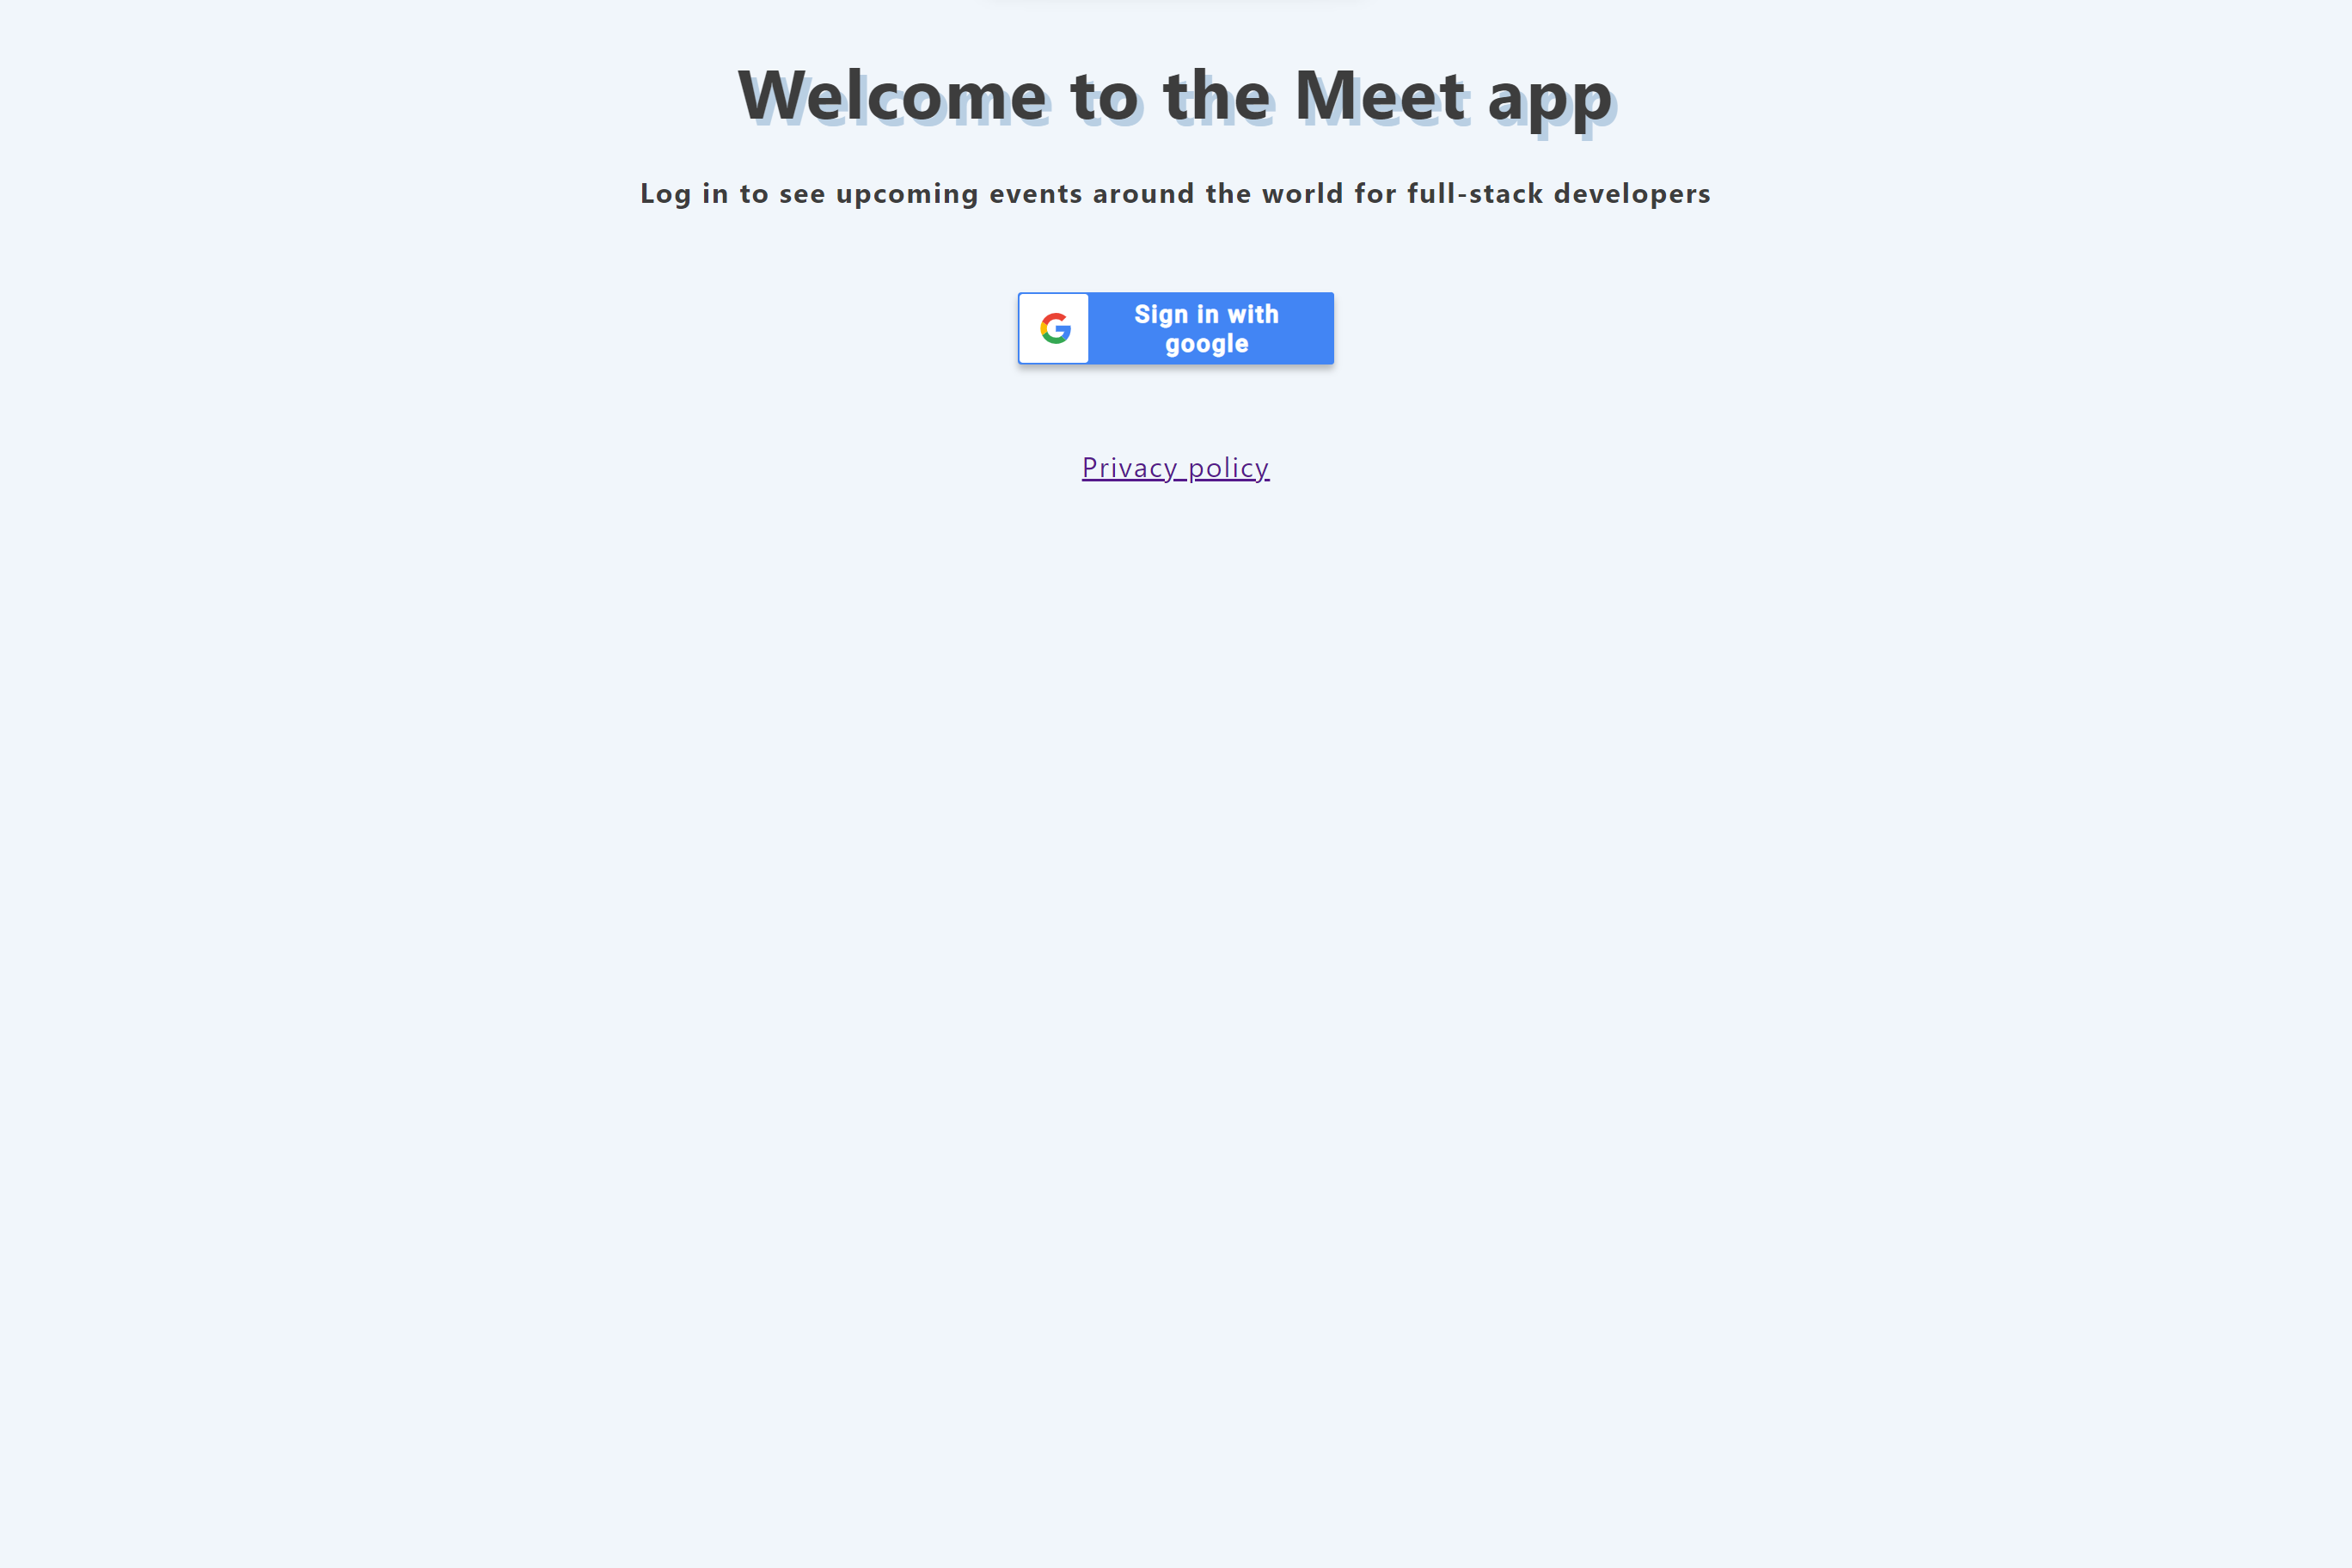 Welcome to the Meet app
Log in to see upcoming events around the world for full-stack developers
Sign in with
google
Privacy policy